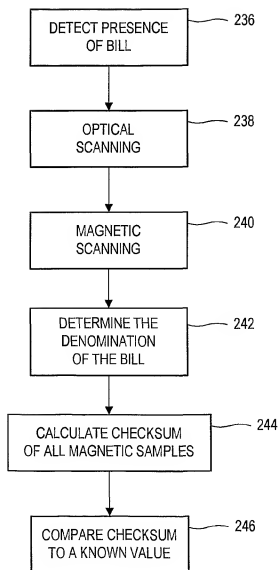 DETECT PRESENCE
OF BILL
236
OPTICAL
SCANNING
238
MAGNETIC
SCANNING
240
DETERMINE THE
DENOMINATION
OF THE BILL
242
CALCULATE CHECKSUM
OF ALL MAGNETIC SAMPLES
244
COMPARE CHECKSUM
TO A KNOWN VALUE
246